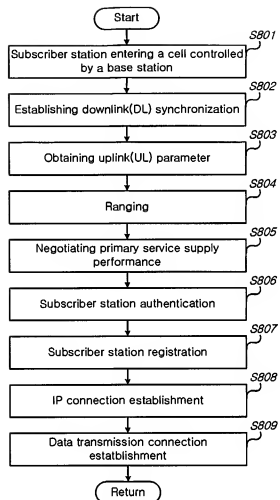 Start
S801
Subscriber station entering a cell controlled
by a base station
S802
Establishing downlink(DL) synchronization
S803
Obtaining uplink(UL) parameter
S804
Ranging
S805
Negotiating primary service supply
performance
S806
Subscriber station authentication
S807
Subscriber station registration
S808
IP connection establishment
S809
Data transmission connection
estatblishment
Return